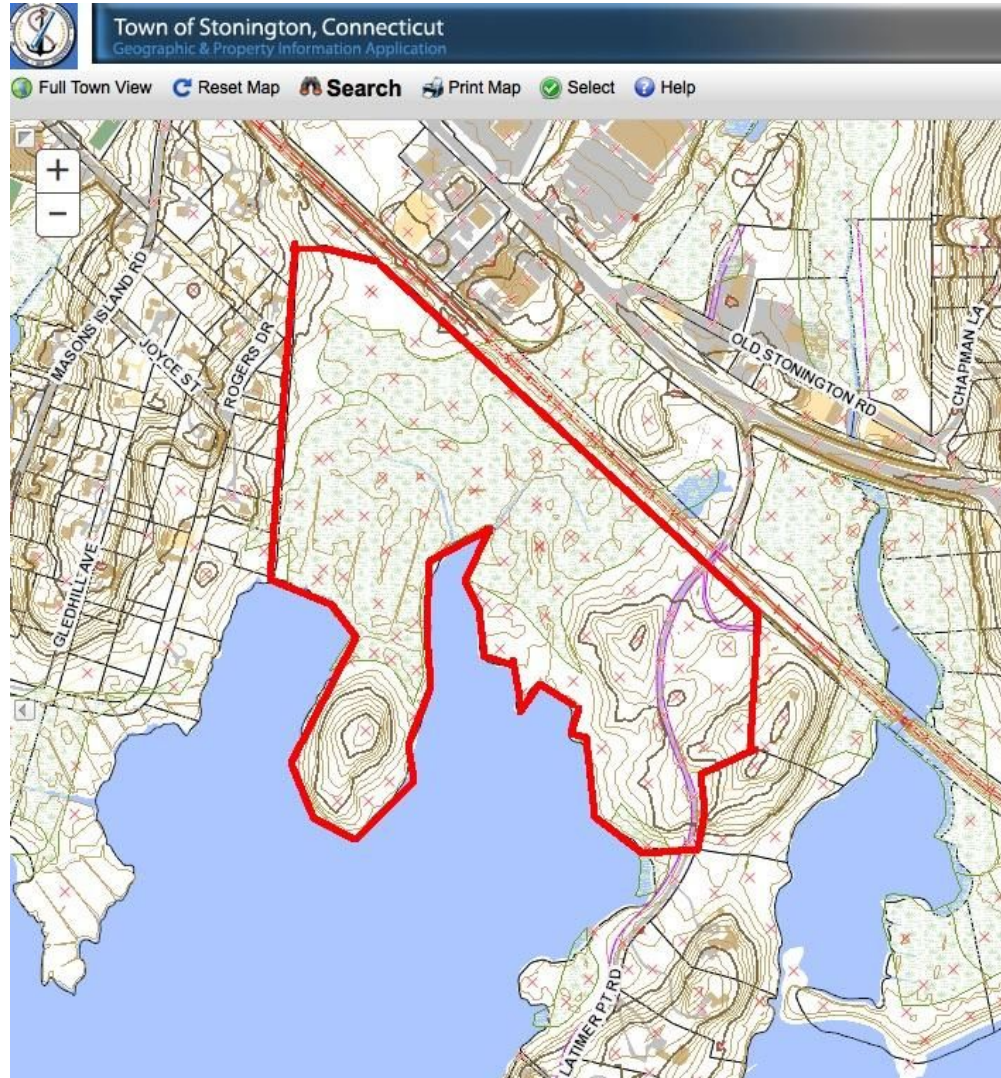 Town of Stonington, Connecticut
Geographic & Property Information Application
Full Town View Reset Map Search Print Map Select Help
+
−
MASONS ISLAND RD
JOYCE ST
ROGERS DR
GLEDHILL AVE
OLD STONINGTON RD
CHAPMAN LA
LATIMER PT RD